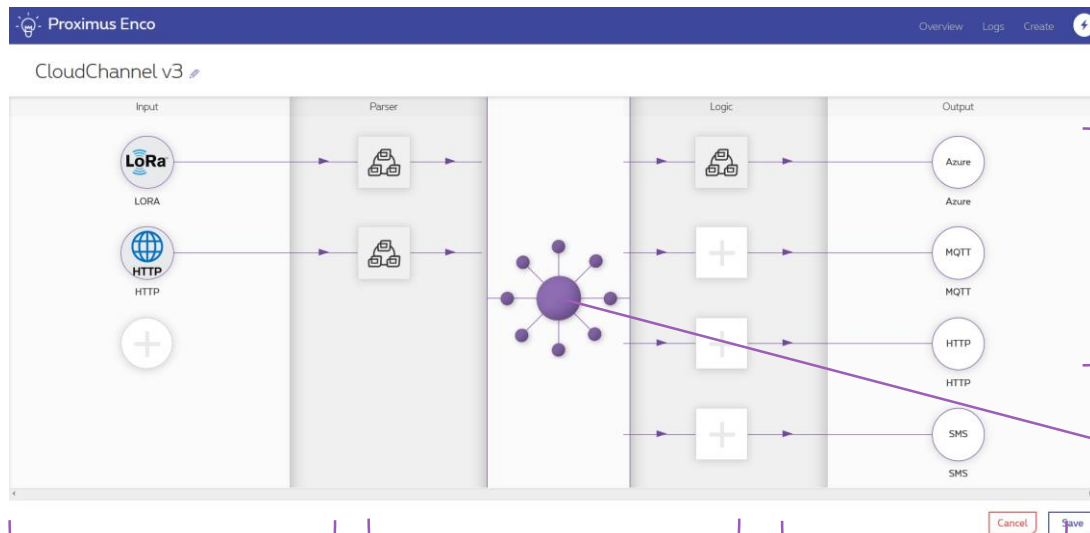 Proximus Enco
Overview Logs Create
CloudChannel v3
Input Parser Logic Output
LoRa
Azure
LORA
Azure
HTTP
MQTT
HTTP
MQTT
HTTP
HTTP
SMS
SMS
Cancel Save